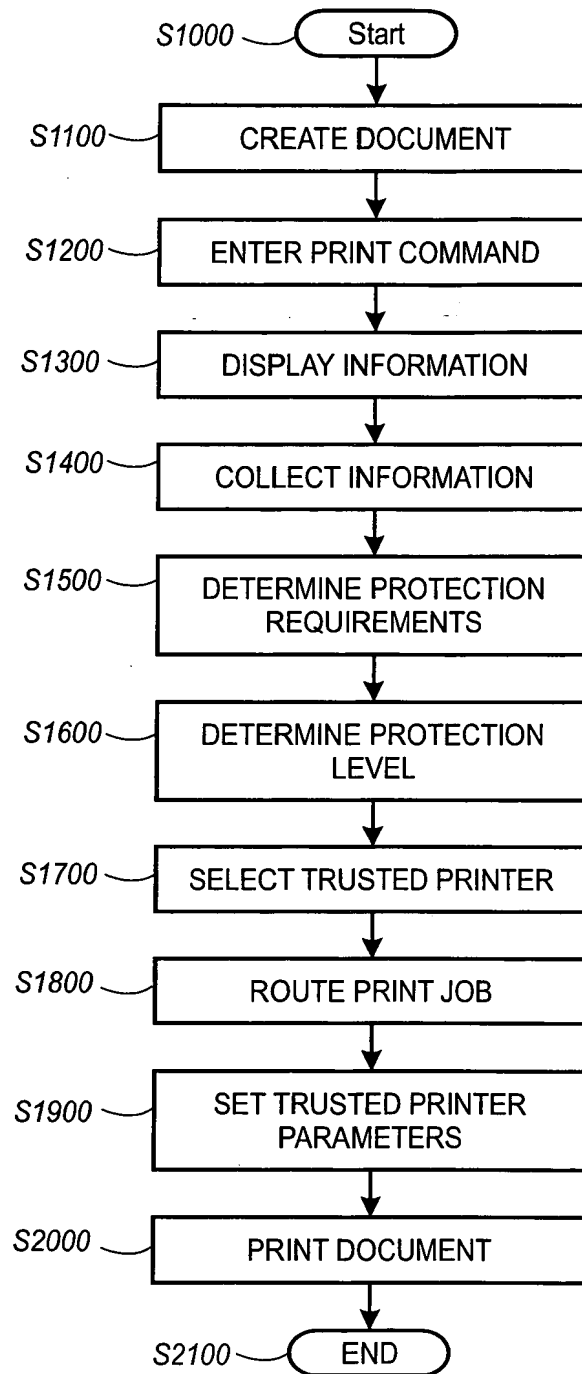 S1000 Start
S1100 CREATE DOCUMENT
S1200 ENTER PRINT COMMAND
S1300 DISPLAY INFORMATION
S1400 COLLECT INFORMATION
S1500 DETERMINE PROTECTION
REQUIREMENTS
S1600 DETERMINE PROTECTION
LEVEL
S1700 SELECT TRUSTED PRINTER
S1800 ROUTE PRINT JOB
S1900 SET TRUSTED PRINTER
PARAMETERS
S2000 PRINT DOCUMENT
S2100 END